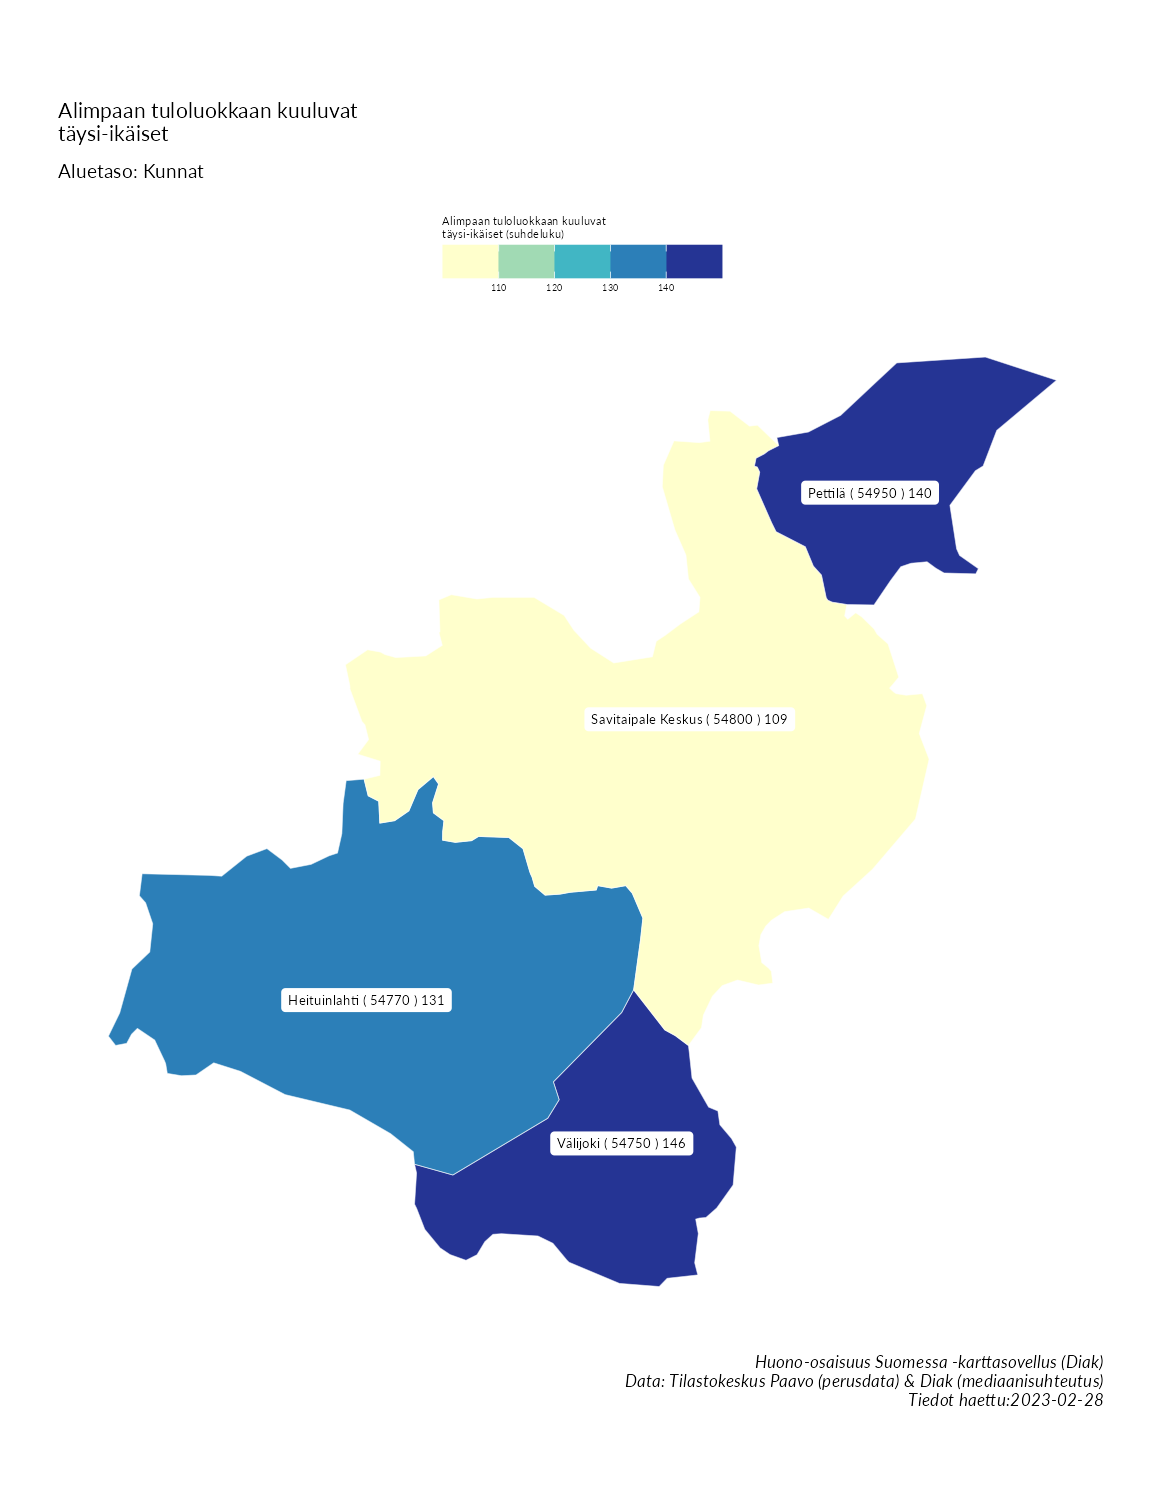 Alimpaan tuloluokkaan kuuluvat
täysi-ikäiset
Aluetaso: Kunnat
Alimpaan tuloluokkaan kuuluvat
täysi-ikäiset (suhdeluku)
110 120 130 140
Pettilä ( 54950 ) 140
Savitaipale Keskus ( 54800 ) 109
Heituinlahti ( 54770 ) 131
Välijoki ( 54750 ) 146
Huono-osaisuus Suomessa -karttasovellus (Diak)
Data: Tilastokeskus Paavo (perusdata) & Diak (mediaanisuhteutus)
Tiedot haettu:2023-02-28